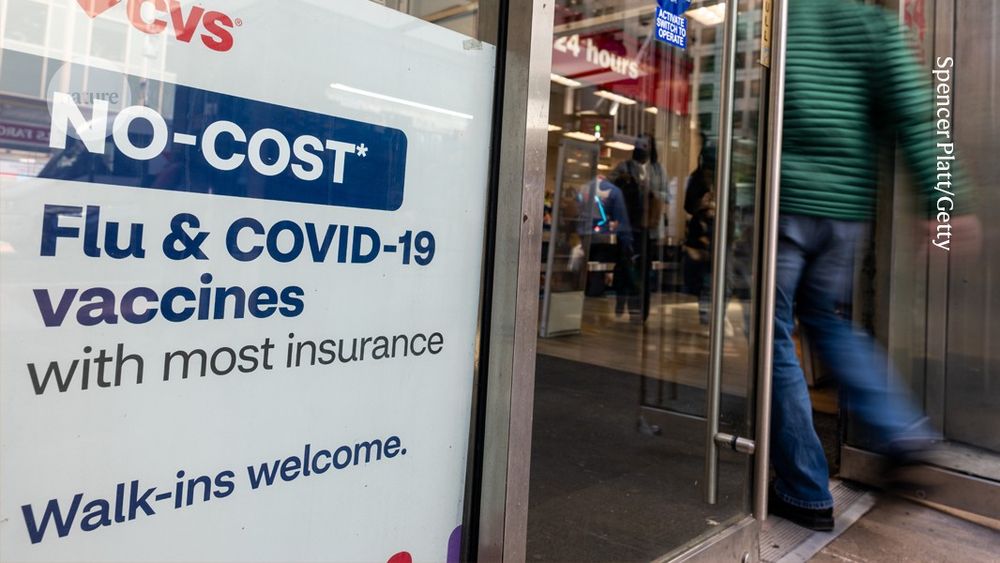 CVS®
nature
NO-COST*
Flu & COVID-19
vaccines
with most insurance
Walk-ins welcome.
24 hours
ACTIVATE
SWITCH TO
OPERATE
Spencer Platt/Getty